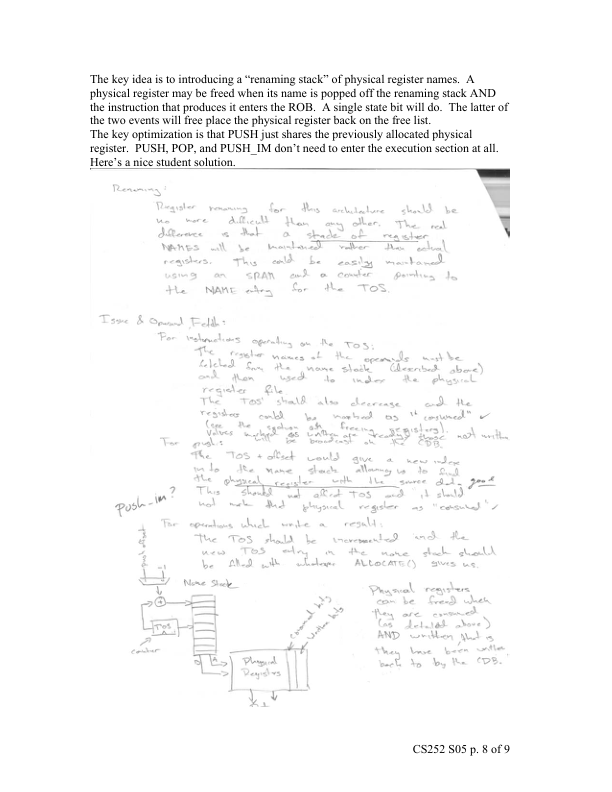 The key idea is to introducing a “renaming stack” of physical register names.  A
physical register may be freed when its name is popped off the renaming stack AND
the instruction that produces it enters the ROB.  A single state bit will do.  The latter of
the two events will free place the physical register back on the free list.
The key optimization is that PUSH just shares the previously allocated physical
register.  PUSH, POP, and PUSH_IM don’t need to enter the execution section at all.
Here’s a nice student solution.
Renaming:
Register renaming for this architecture should be
no more difficult than any other. The real
difference is that a stack of register
NAMES will be maintained rather than actual
registers. This could be easily maintained
using an SRAM and a counter pointing to
the NAME entry for the TOS.
Issue & Operand Fields:
For instructions operating on the TOS:
The register names of the operands must be
fetched from the name stack (described above)
and then used to index the physical
register file
The TOS should also decrease and the
register could be marked as "consumed" ✓
(see the section on freeing registers).
Values marked as written are ready, those not written
will be broadcast on the CDB.
For push:
The TOS + offset would give a new index
into the name stack allowing us to find
the physical register with the source data. good
This should not affect TOS and it should
not mark that physical register as "consumed" ✓
Push-im?
For operations which write a result:
The TOS should be incremented and the
new TOS entry in the name stack should
be filled with whatever ALLOCATE() gives us.
push offset
-1
+
TOS
counter
Name Stack
Physical
Registers
consumed bits
written bits
Physical registers
can be freed when
they are consumed
(as detailed above)
AND written, that is
they have been written
back to by the CDB.
CS252 S05 p. 8 of 9